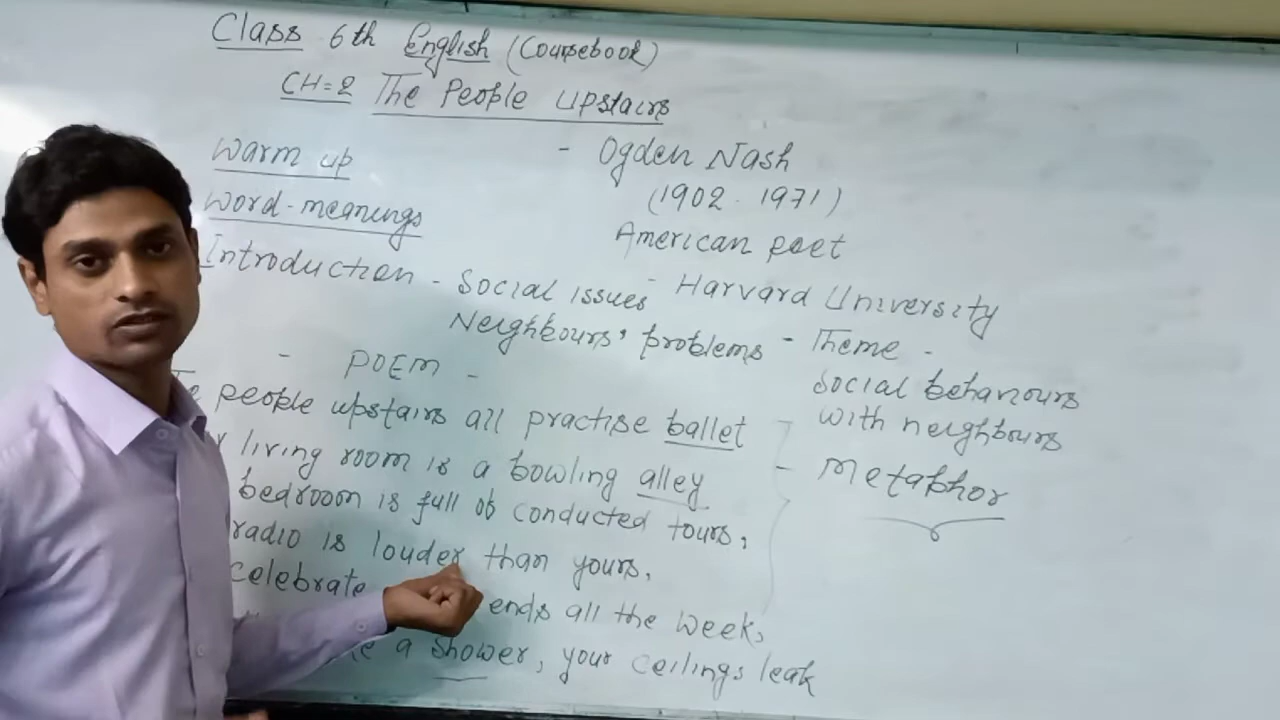 Class 6th English (Coursebook)
CH=2 The People Upstairs
Warm up
- Ogden Nash
(1902-1971)
Word-meanings
American poet
Introduction - Social issues
- Harvard University
Neighbours' problems
- Theme -
Social behaviours
with neighbours
- Metaphor
- POEM -
people upstairs all practise ballet
living room is a bowling alley
bedroom is full of conducted tours,
radio is louder than yours,
celebrate ends all the week,
a shower, your ceilings leak